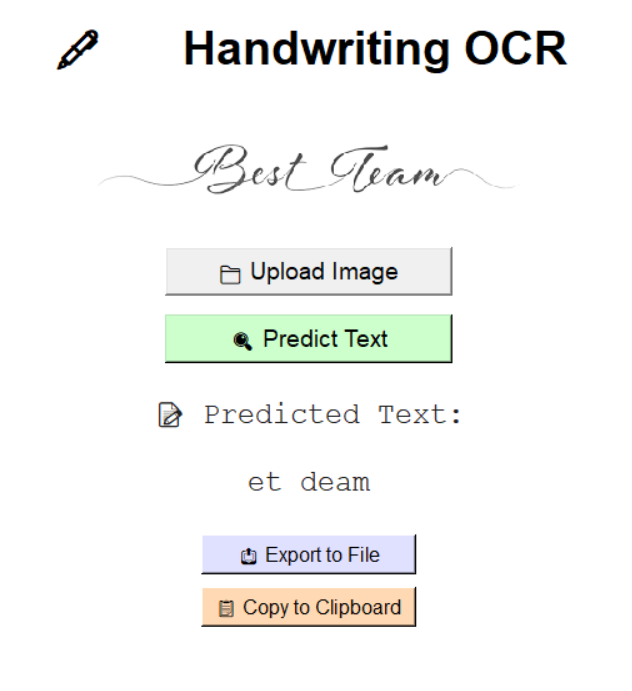 Handwriting OCR
Best Team
Upload Image
Predict Text
Predicted Text:
et deam
Export to File
Copy to Clipboard